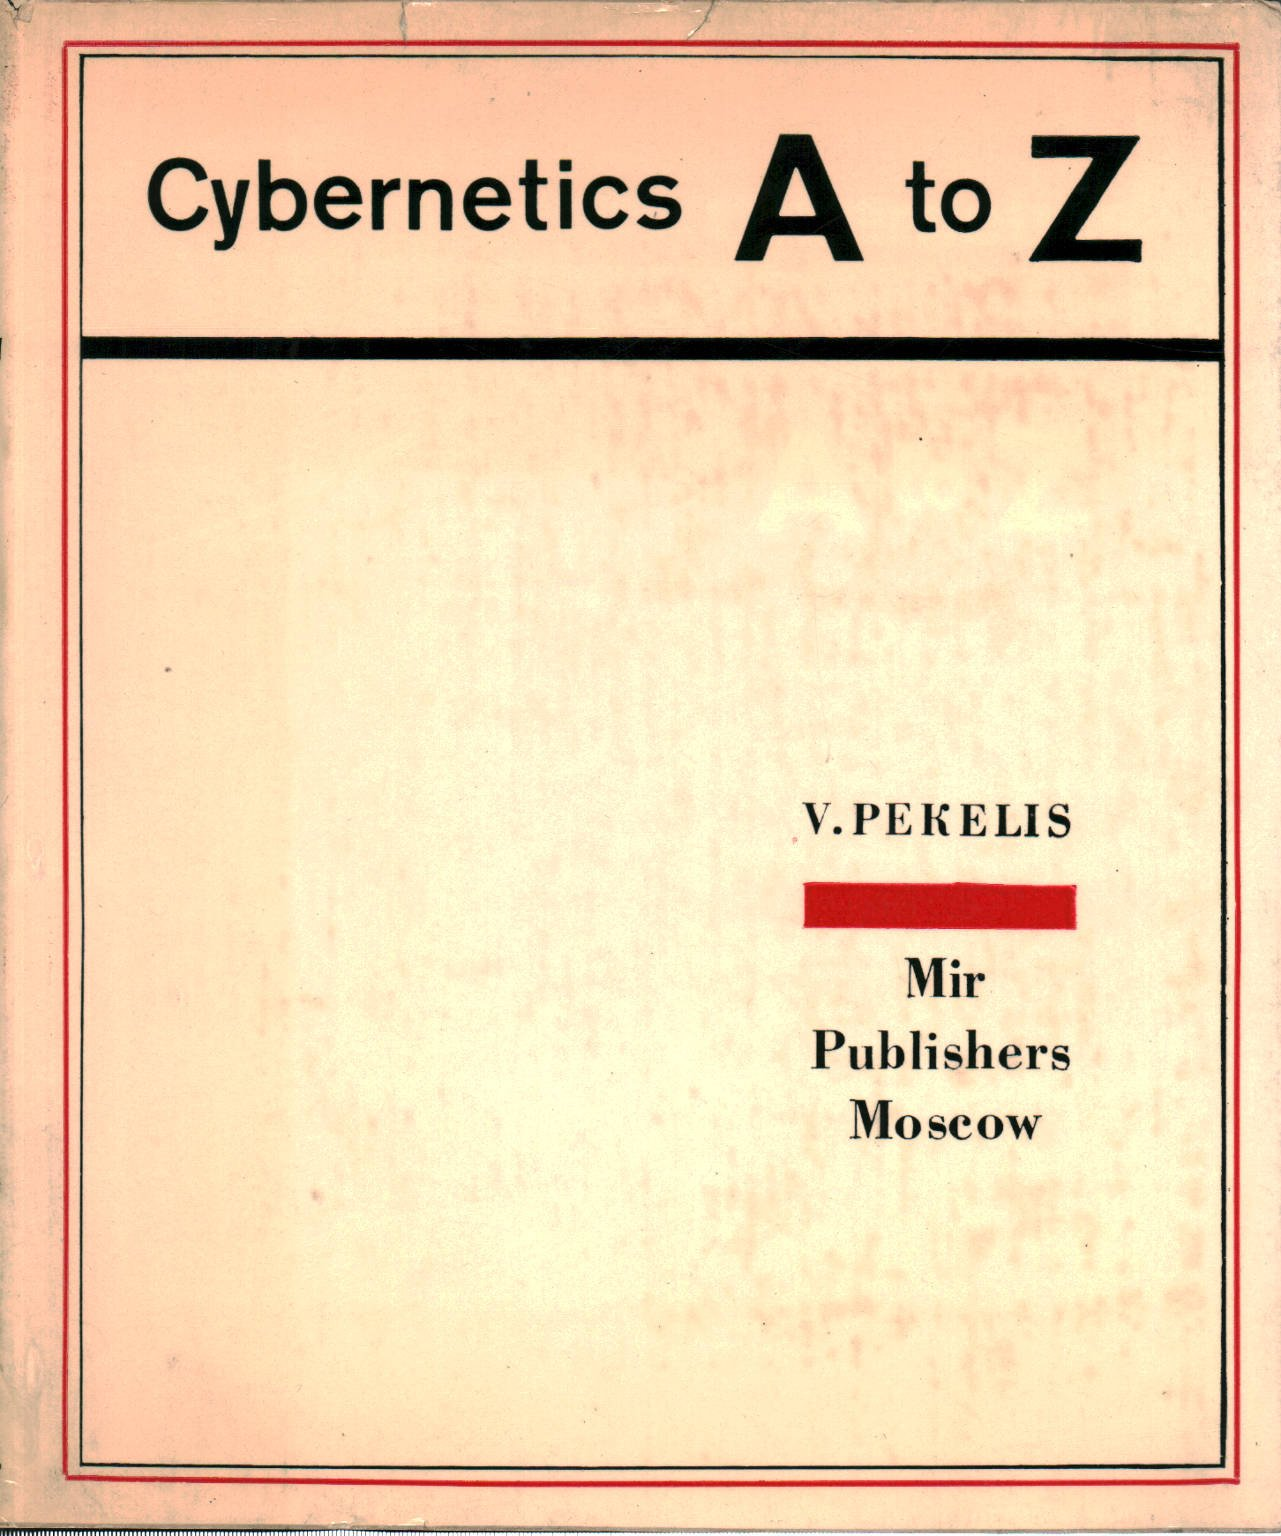 Cybernetics A to Z
V. PEKELIS
Mir
Publishers
Moscow